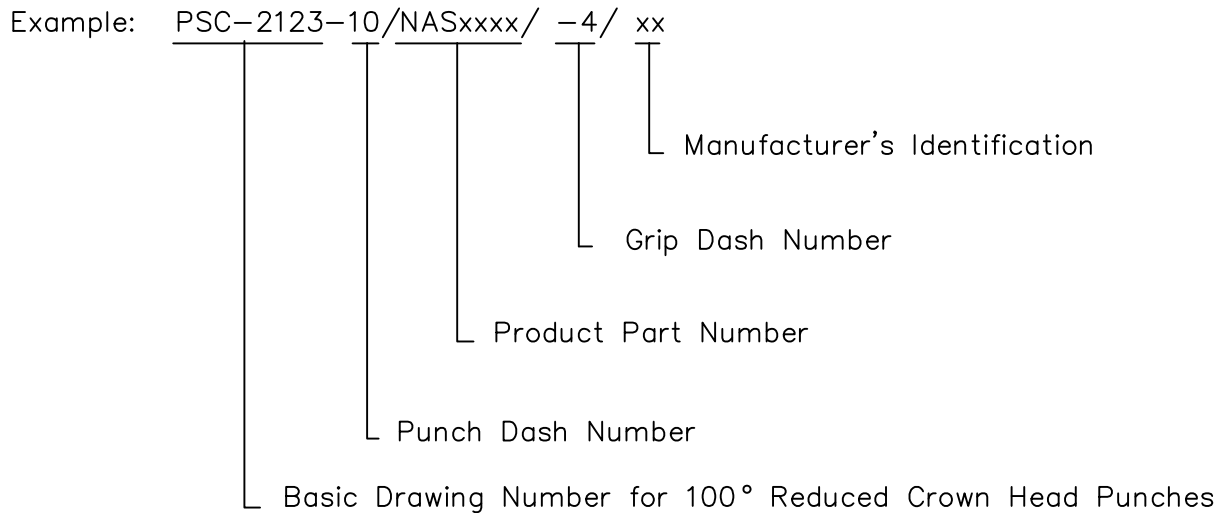 Example: PSC-2123-10/NASxxxx/ -4/ xx
Manufacturer's Identification
Grip Dash Number
Product Part Number
Punch Dash Number
Basic Drawing Number for 100° Reduced Crown Head Punches